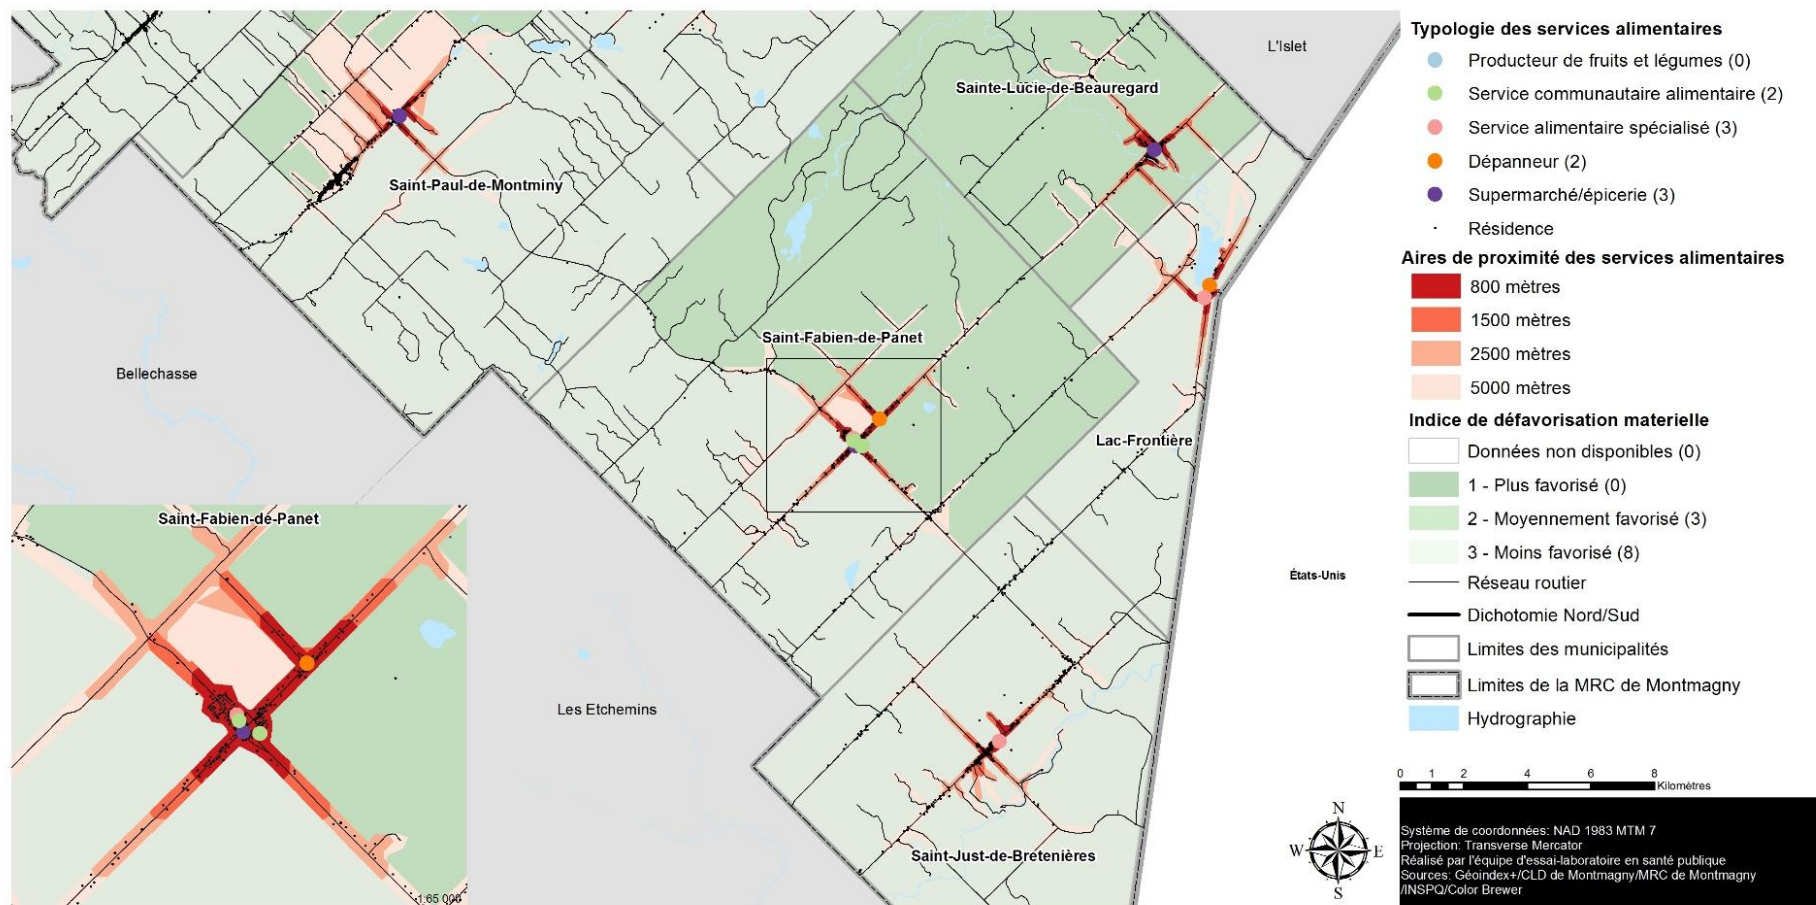 L'Islet
Sainte-Lucie-de-Beauregard
Saint-Paul-de-Montminy
Saint-Fabien-de-Panet
Bellechasse
Lac-Frontière
Saint-Fabien-de-Panet
États-Unis
Les Etchemins
Saint-Just-de-Bretenières
1:65 000
Typologie des services alimentaires
Producteur de fruits et légumes (0)
Service communautaire alimentaire (2)
Service alimentaire spécialisé (3)
Dépanneur (2)
Supermarché/épicerie (3)
Résidence
Aires de proximité des services alimentaires
800 mètres
1500 mètres
2500 mètres
5000 mètres
Indice de défavorisation materielle
Données non disponibles (0)
1 - Plus favorisé (0)
2 - Moyennement favorisé (3)
3 - Moins favorisé (8)
Réseau routier
Dichotomie Nord/Sud
Limites des municipalités
Limites de la MRC de Montmagny
Hydrographie
0 1 2 4 6 8
Kilomètres
N
W E
S
Système de coordonnées: NAD 1983 MTM 7
Projection: Transverse Mercator
Réalisé par l'équipe d'essai-laboratoire en santé publique
Sources: Géoindex+/CLD de Montmagny/MRC de Montmagny
/INSPQ/Color Brewer